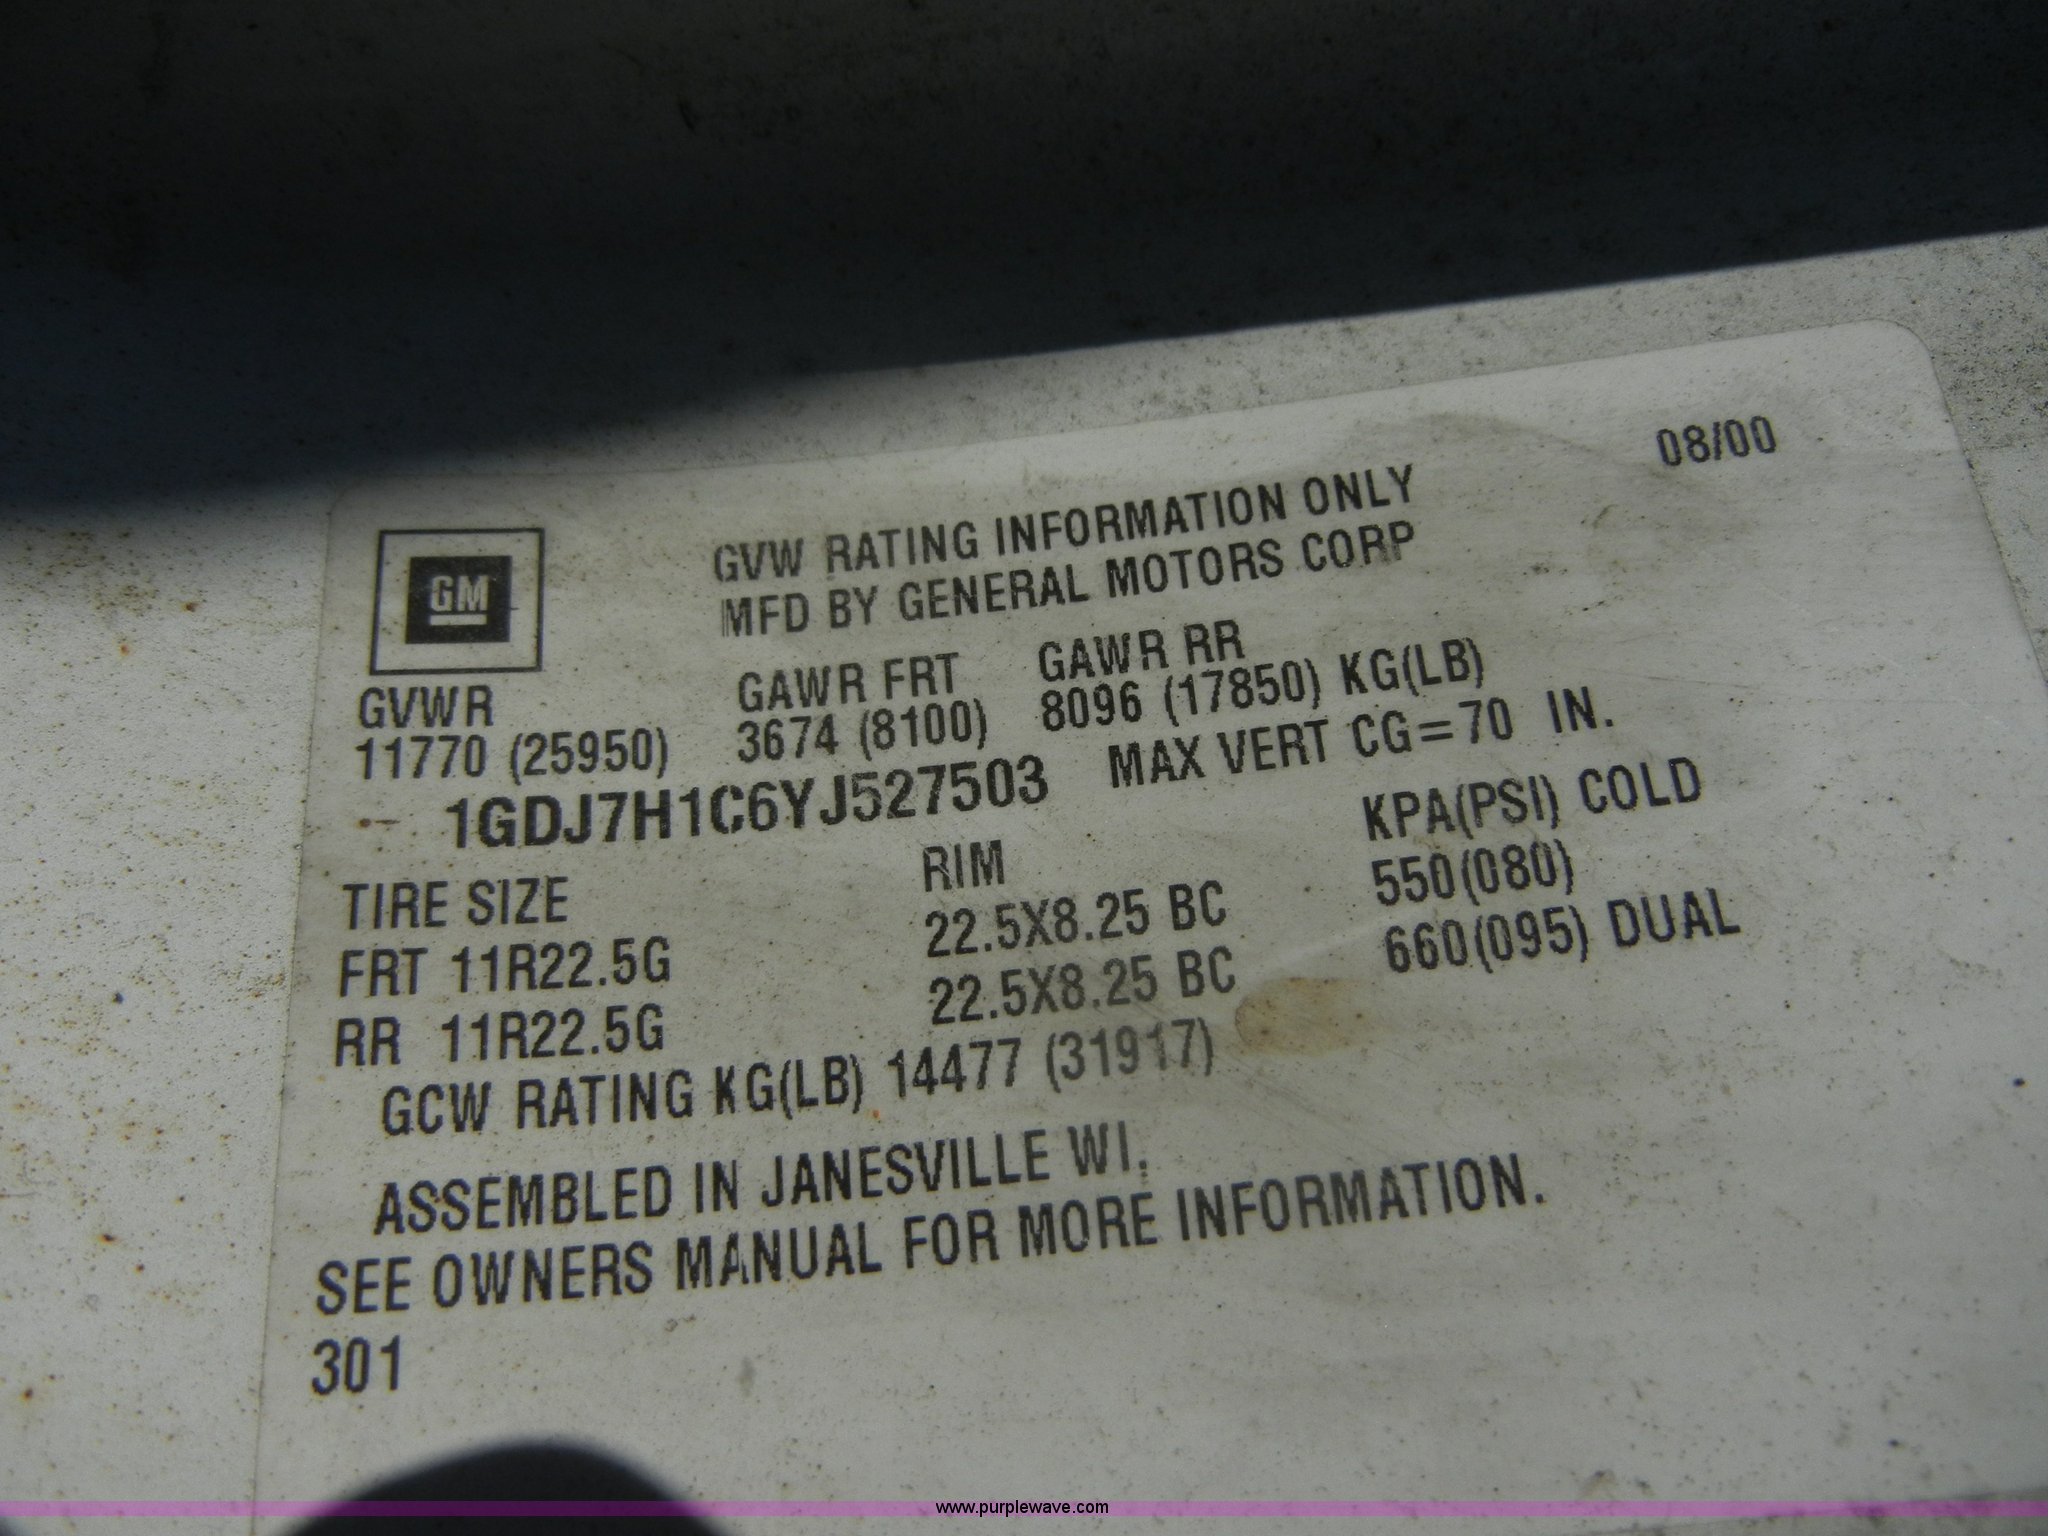 08/00
GM
GVW RATING INFORMATION ONLY
MFD BY GENERAL MOTORS CORP
GVWR GAWR FRT GAWR RR
11770 (25950) 3674 (8100) 8096 (17850) KG(LB)
1GDJ7H1C6YJ527503 MAX VERT CG=70 IN.
TIRE SIZE RIM KPA(PSI) COLD
FRT 11R22.5G 22.5X8.25 BC 550(080)
RR 11R22.5G 22.5X8.25 BC 660(095) DUAL
GCW RATING KG(LB) 14477 (31917)
ASSEMBLED IN JANESVILLE WI.
SEE OWNERS MANUAL FOR MORE INFORMATION.
301
www.purplewave.com